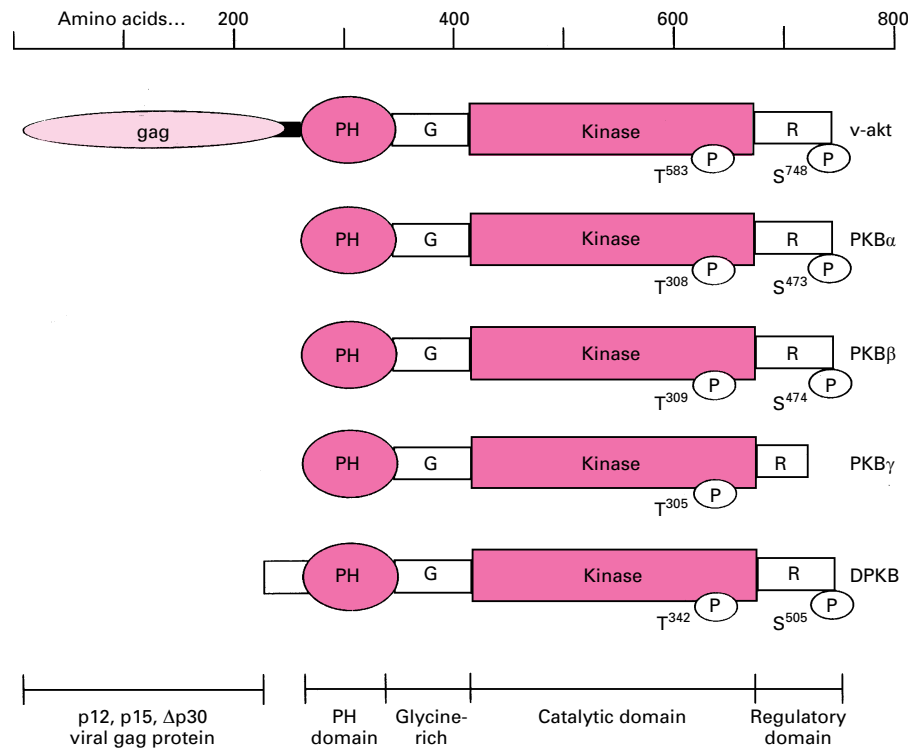 Amino acids... 200 400 600 800
gag PH G Kinase R v-akt
P P
T583 S748
PH G Kinase R PKBα
P P
T308 S473
PH G Kinase R PKBβ
P P
T309 S474
PH G Kinase R PKBγ
P
T305
PH G Kinase R DPKB
P P
T342 S505
p12, p15, Δp30 PH Glycine- Catalytic domain Regulatory
viral gag protein domain rich domain